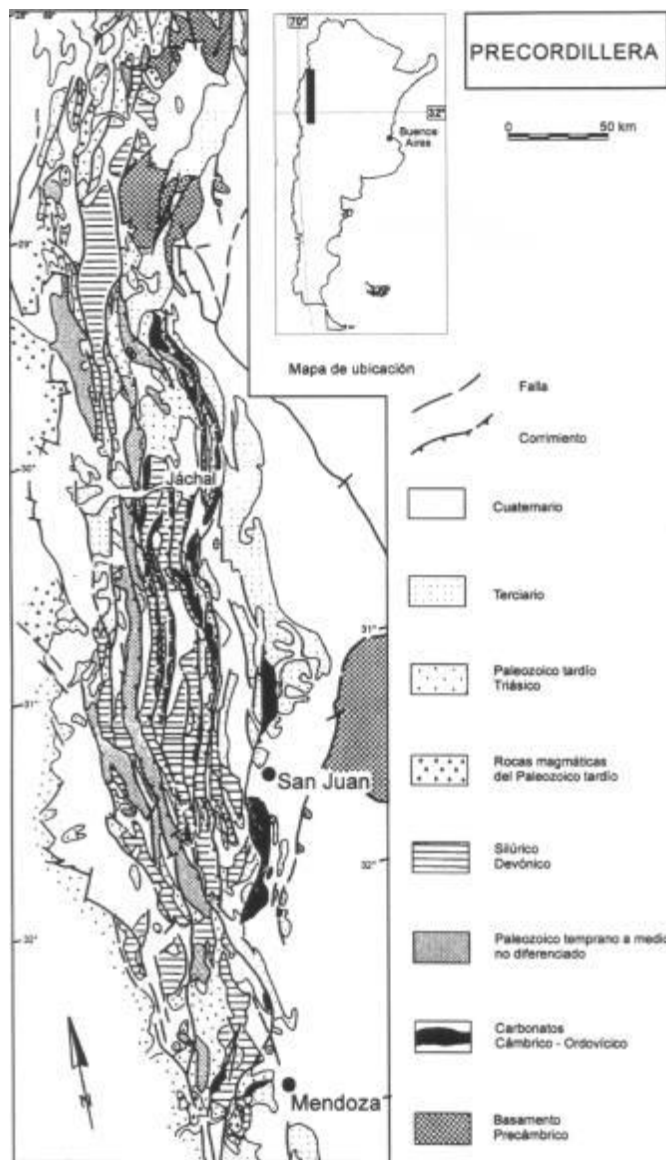 PRECORDILLERA
70°
32°
Buenos
Aires
0 50 km
Mapa de ubicación
Falla
Corrimiento
Cuaternario
Terciario
Paleozoico tardío
Triásico
Rocas magmáticas
del Paleozoico tardío
Silúrico
Devónico
Paleozoico temprano a medio
no diferenciado
Carbonatos
Cámbrico - Ordovícico
Basamento
Precámbrico
29°
30°
Jáchal
31°
31°
San Juan
32°
32°
Mendoza
N